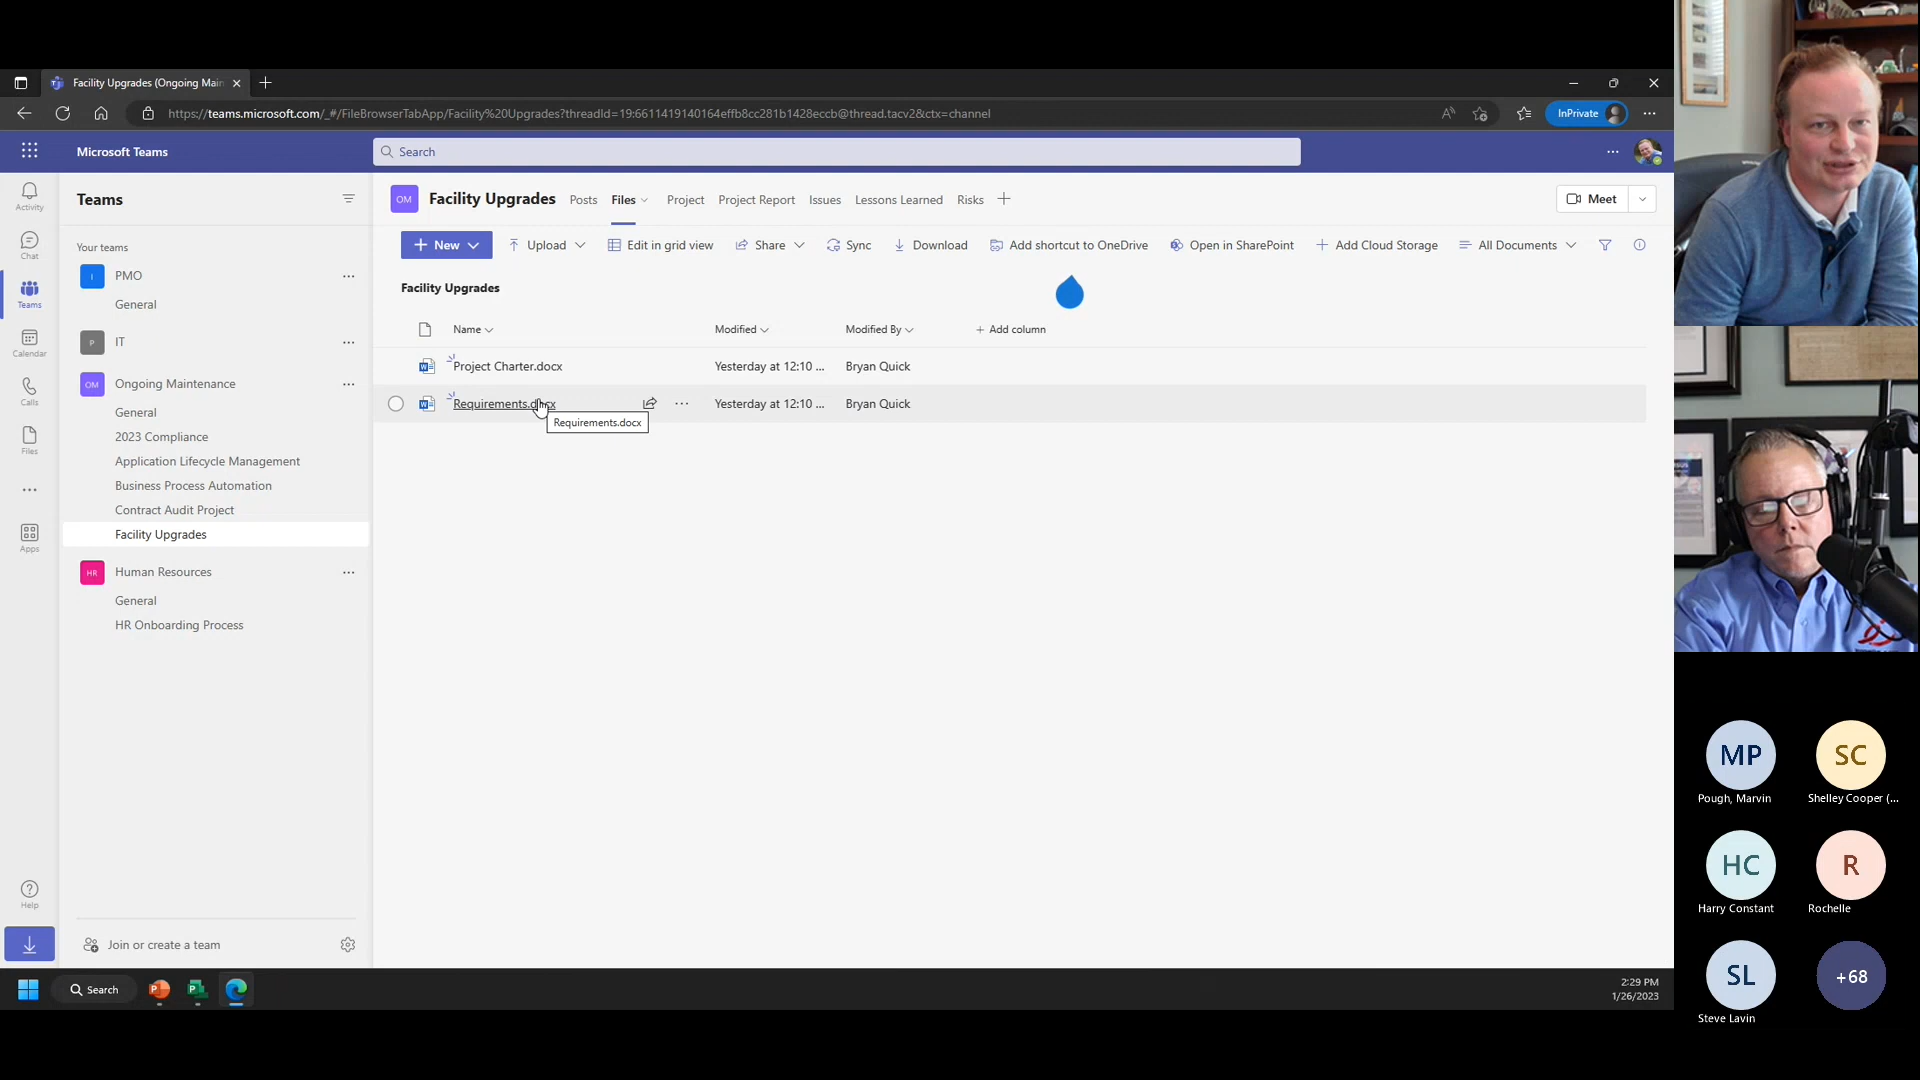 Facility Upgrades (Ongoing Main
https://teams.microsoft.com/_#/FileBrowserTabApp/Facility%20Upgrades?threadId=19:6611419140164effb8cc281b1428eccb@thread.tacv2&ctx=channel
InPrivate
Microsoft Teams
Search
Activity
Chat
Teams
Calendar
Calls
Files
Apps
Help
Teams
Your teams
I
PMO
General
P
IT
OM
Ongoing Maintenance
General
2023 Compliance
Application Lifecycle Management
Business Process Automation
Contract Audit Project
Facility Upgrades
HR
Human Resources
General
HR Onboarding Process
Join or create a team
OM
Facility Upgrades
Posts
Files
Project
Project Report
Issues
Lessons Learned
Risks
Meet
New
Upload
Edit in grid view
Share
Sync
Download
Add shortcut to OneDrive
Open in SharePoint
Add Cloud Storage
All Documents
Facility Upgrades
Name
Modified
Modified By
Add column
Project Charter.docx
Yesterday at 12:10 ...
Bryan Quick
Requirements.docx
Yesterday at 12:10 ...
Bryan Quick
Requirements.docx
Search
2:29 PM
1/26/2023
MP
Pough, Marvin
SC
Shelley Cooper (...
HC
Harry Constant
R
Rochelle
SL
Steve Lavin
+68